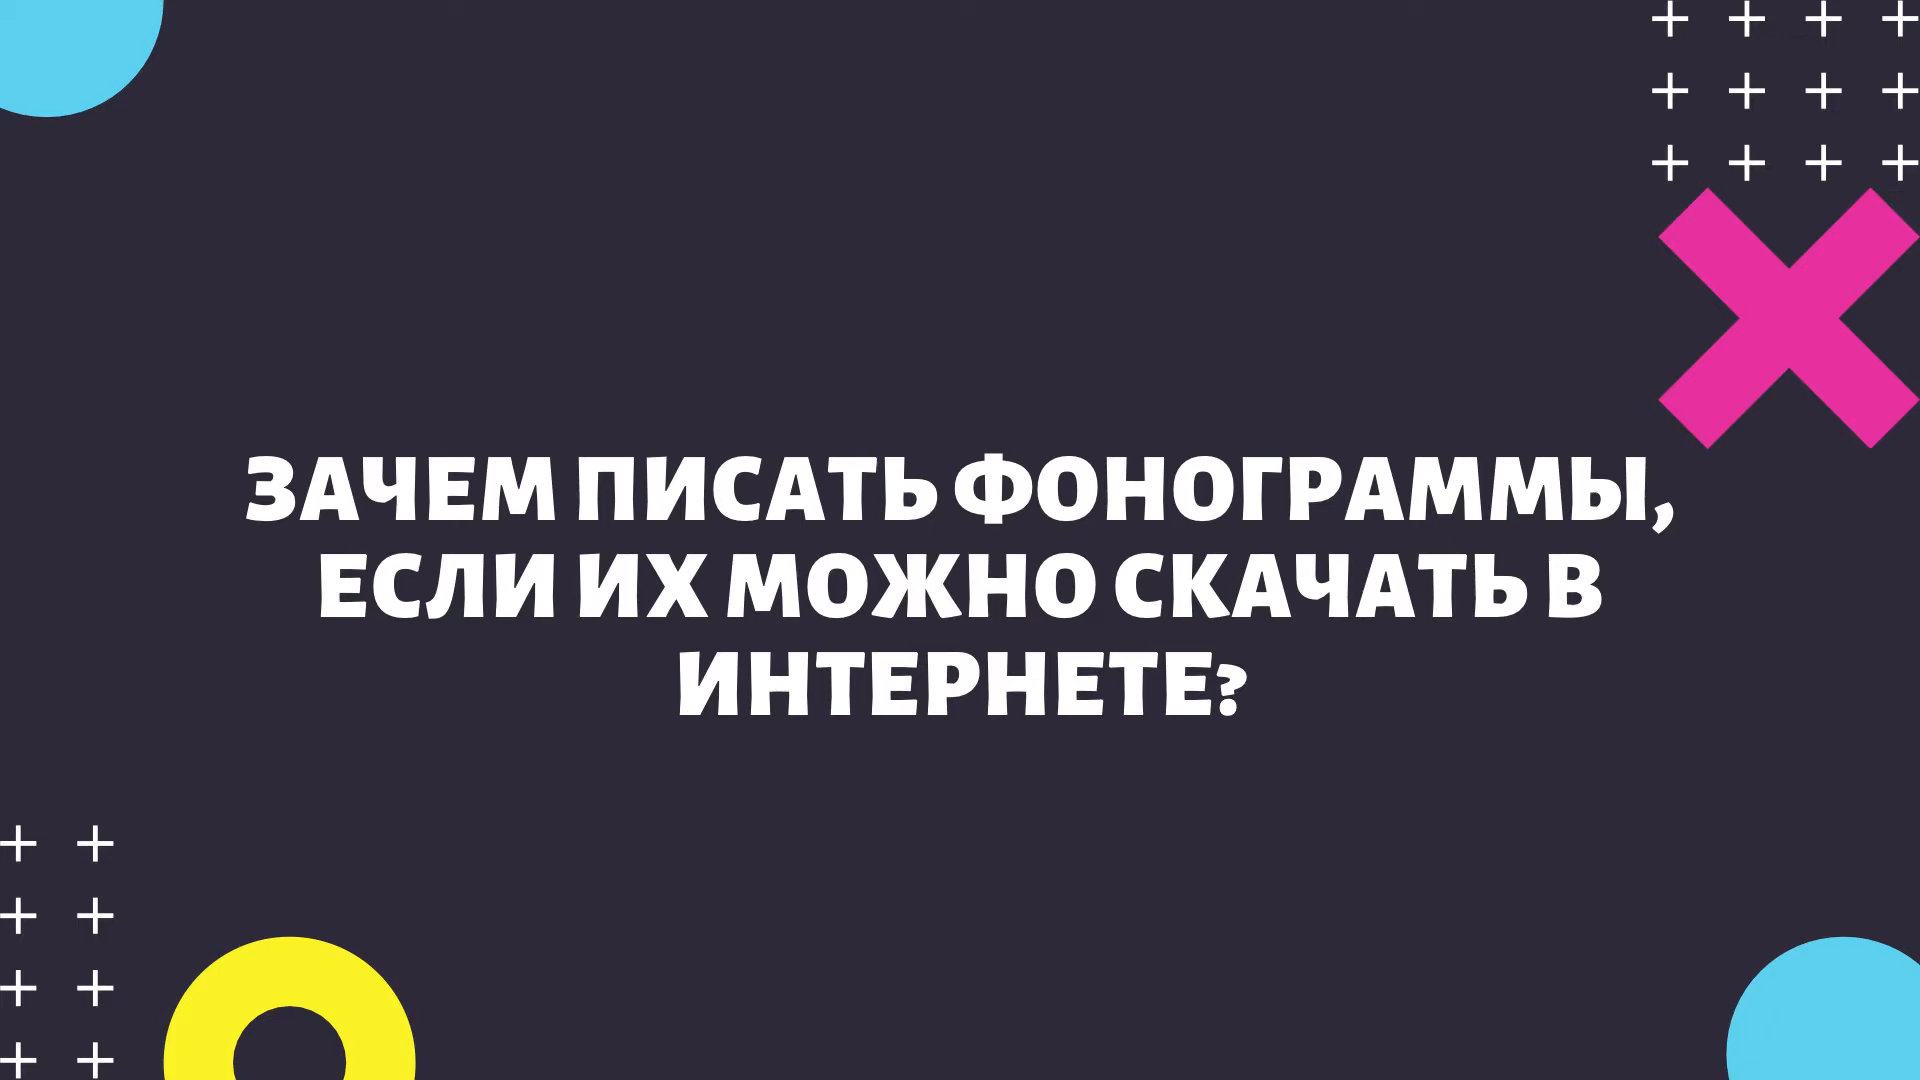 ЗАЧЕМ ПИСАТЬ ФОНОГРАММЫ,
ЕСЛИ ИХ МОЖНО СКАЧАТЬ В
ИНТЕРНЕТЕ?